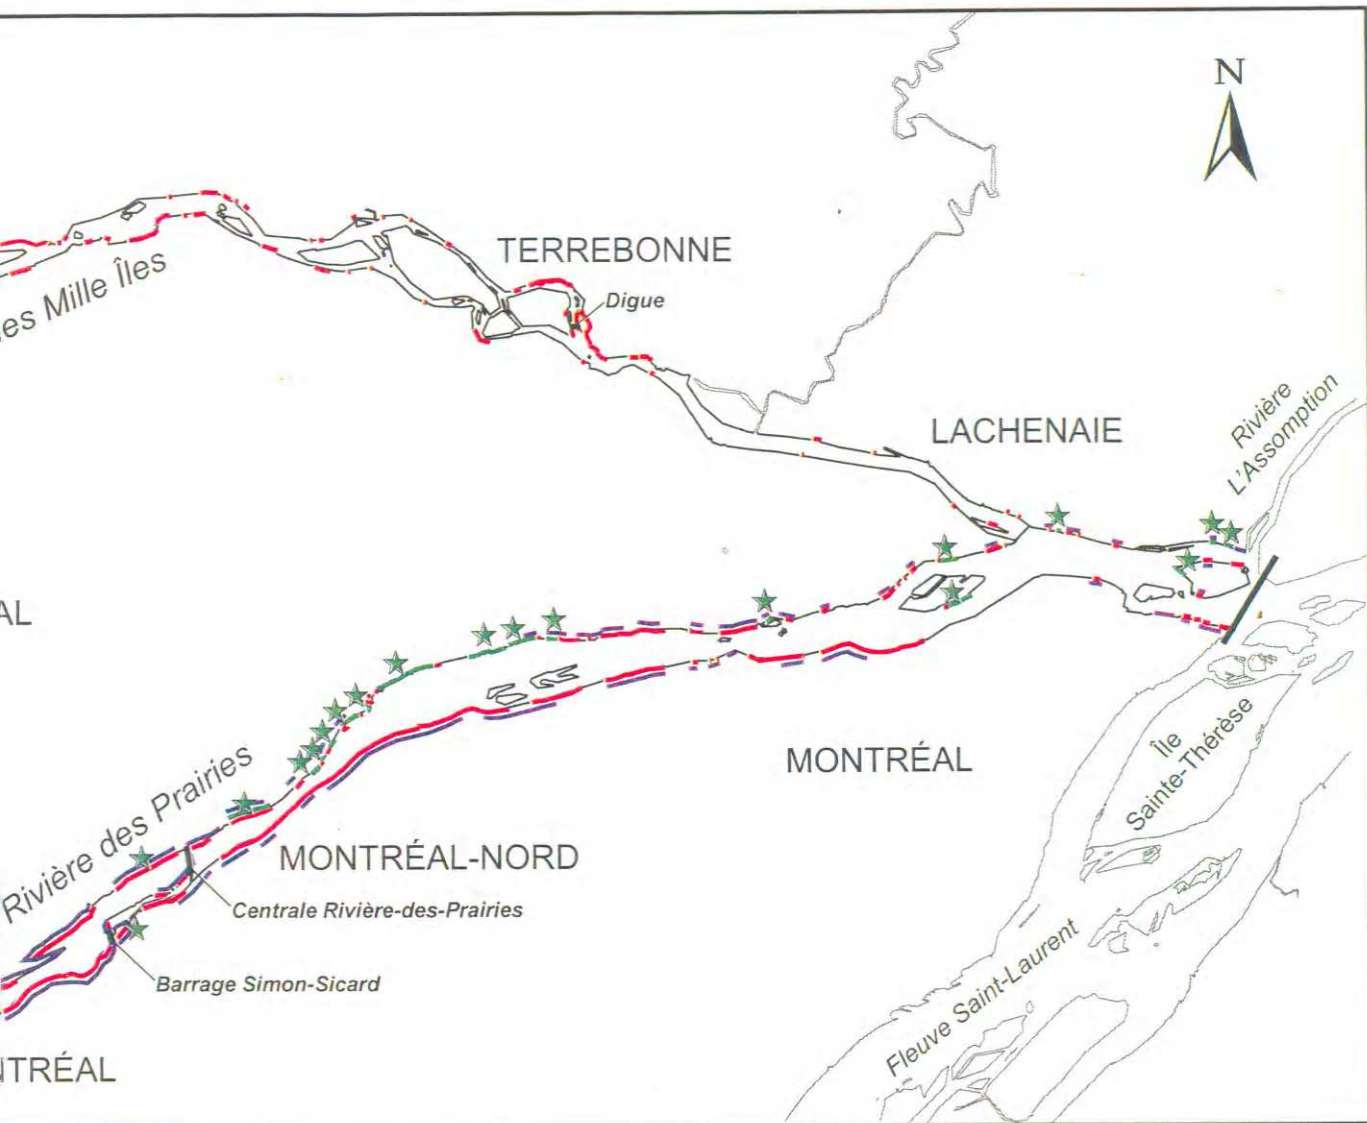 N
TERREBONNE
Digue
es Mille Îles
LACHENAIE
Rivière
L'Assomption
AL
MONTRÉAL
Île
Sainte-Thérèse
Rivière des Prairies
MONTRÉAL-NORD
Centrale Rivière-des-Prairies
Barrage Simon-Sicard
Fleuve Saint-Laurent
NTRÉAL